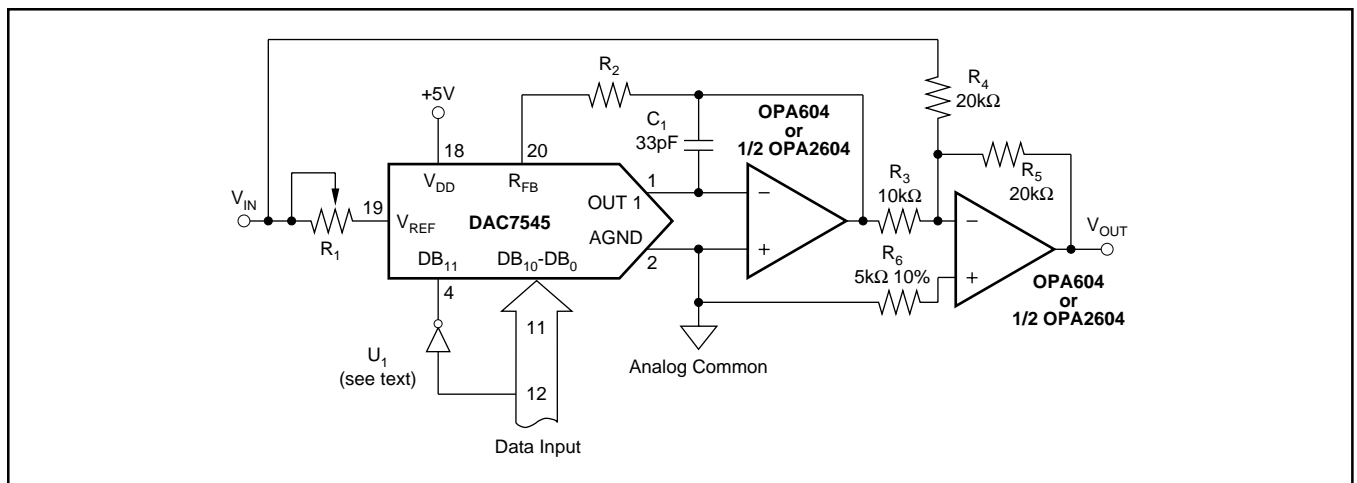 R2
R4
20kΩ
+5V
C1
33pF
OPA604
or
1/2 OPA2604
18
20
VDD
RFB
1
R3
10kΩ
R5
20kΩ
VIN
19
VREF
DAC7545
OUT 1
−
−
VOUT
R1
AGND
+
DB11
DB10-DB0
2
R6
5kΩ 10%
+
4
OPA604
or
1/2 OPA2604
11
Analog Common
U1
(see text)
12
Data Input